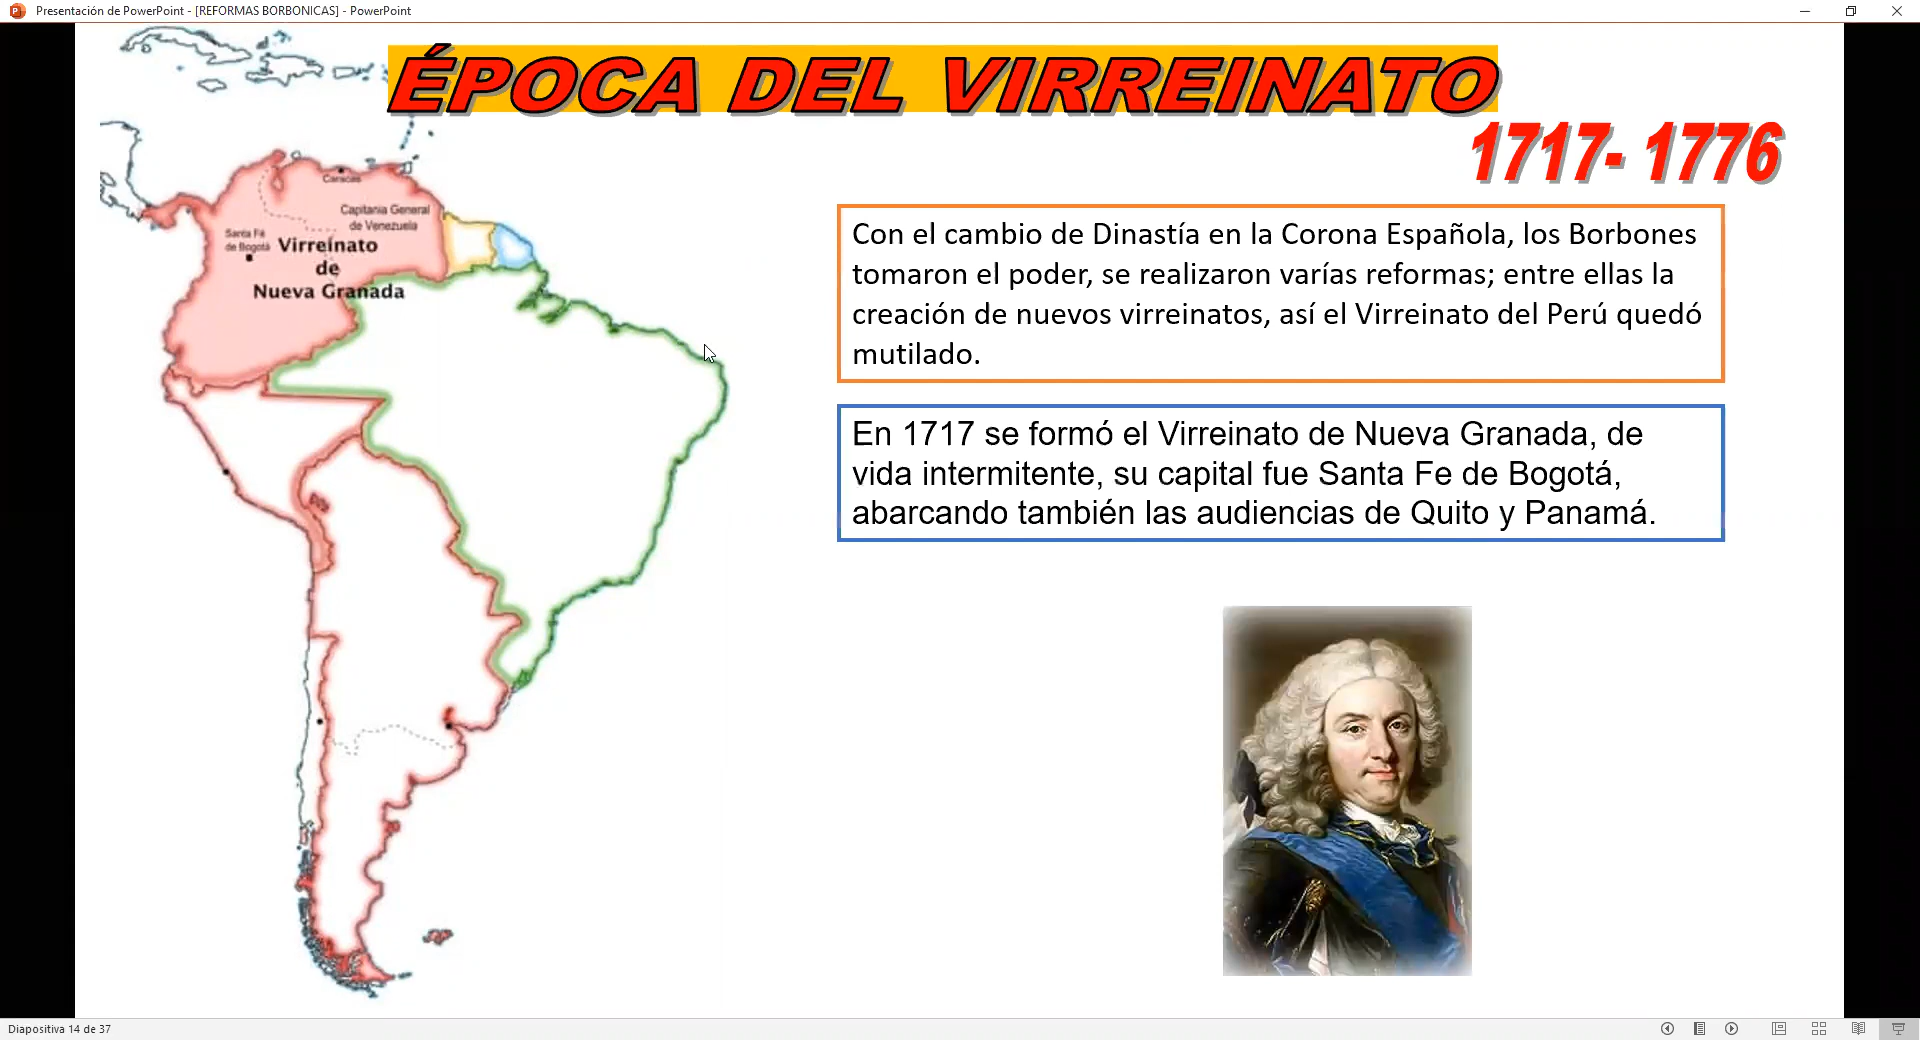 Presentación de PowerPoint - [REFORMAS BORBONICAS] - PowerPoint
ÉPOCA DEL VIRREINATO
1717- 1776
Caracas
Capitania General
de Venezuela
Santa Fé
de Bogotá
Virreinato
de
Nueva Granada
Con el cambio de Dinastía en la Corona Española, los Borbones
tomaron el poder, se realizaron varías reformas; entre ellas la
creación de nuevos virreinatos, así el Virreinato del Perú quedó
mutilado.
En 1717 se formó el Virreinato de Nueva Granada, de
vida intermitente, su capital fue Santa Fe de Bogotá,
abarcando también las audiencias de Quito y Panamá.
Diapositiva 14 de 37